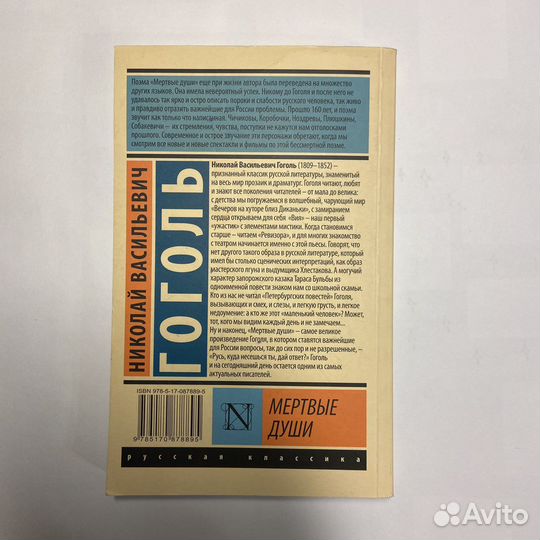 Поэма «Мертвые души» еще при жизни автора была переведена на множество
других языков. Она имела невероятный успех. Никому до Гоголя и после него не
удавалось так ярко и остро описать пороки и слабости русского человека, так живо
и правдиво отразить важнейшие для России проблемы. Прошло 160 лет, и поэма
звучит как только что написанная. Чичиковы, Коробочки, Ноздревы, Плюшкины,
Собакевичи — их стремления, чувства, поступки не кажутся нам отголосками
прошлого. Современное и острое звучание эти персонажи обретают, когда мы
смотрим все новые и новые спектакли и фильмы по этой бессмертной поэме.
НИКОЛАЙ ВАСИЛЬЕВИЧ
ГОГОЛЬ
Николай Васильевич Гоголь (1809–1852) –
признанный классик русской литературы, знаменитый
на весь мир прозаик и драматург. Гоголя читают, любят
и знают все поколения читателей – от мала до велика:
с детства мы погружаемся в волшебный, чарующий мир
«Вечеров на хуторе близ Диканьки», с замиранием
сердца открываем для себя «Вия» – наш первый
«ужастик» с элементами мистики. Когда становимся
старше – читаем «Ревизора», и для многих знакомство
с театром начинается именно с этой пьесы. Говорят, что
нет другого такого образа в русской литературе, который
имел бы столько сценических интерпретаций, как образ
мастерского лгуна и выдумщика Хлестакова. А могучий
характер запорожского казака Тараса Бульбы из
одноименной повести знаком нам со школьной скамьи.
Кто из нас не читал «Петербургских повестей» Гоголя,
вызывающих и смех, и слезы, и легкую грусть, и легкое
недоумение: а кто же этот «маленький человек»? Может,
тот, кого мы видим каждый день и не замечаем...
Ну и наконец, «Мертвые души» – самое великое
произведение Гоголя, в котором ставятся важнейшие
для России вопросы, так до сих пор и не разрешенные, –
«Русь, куда несешься ты, дай ответ?» Гоголь
и на сегодняшний день остается одним из самых
актуальных писателей.
ISBN 978-5-17-087889-5
9 785170 878895
N
МЕРТВЫЕ
ДУШИ
русская классика
Avito